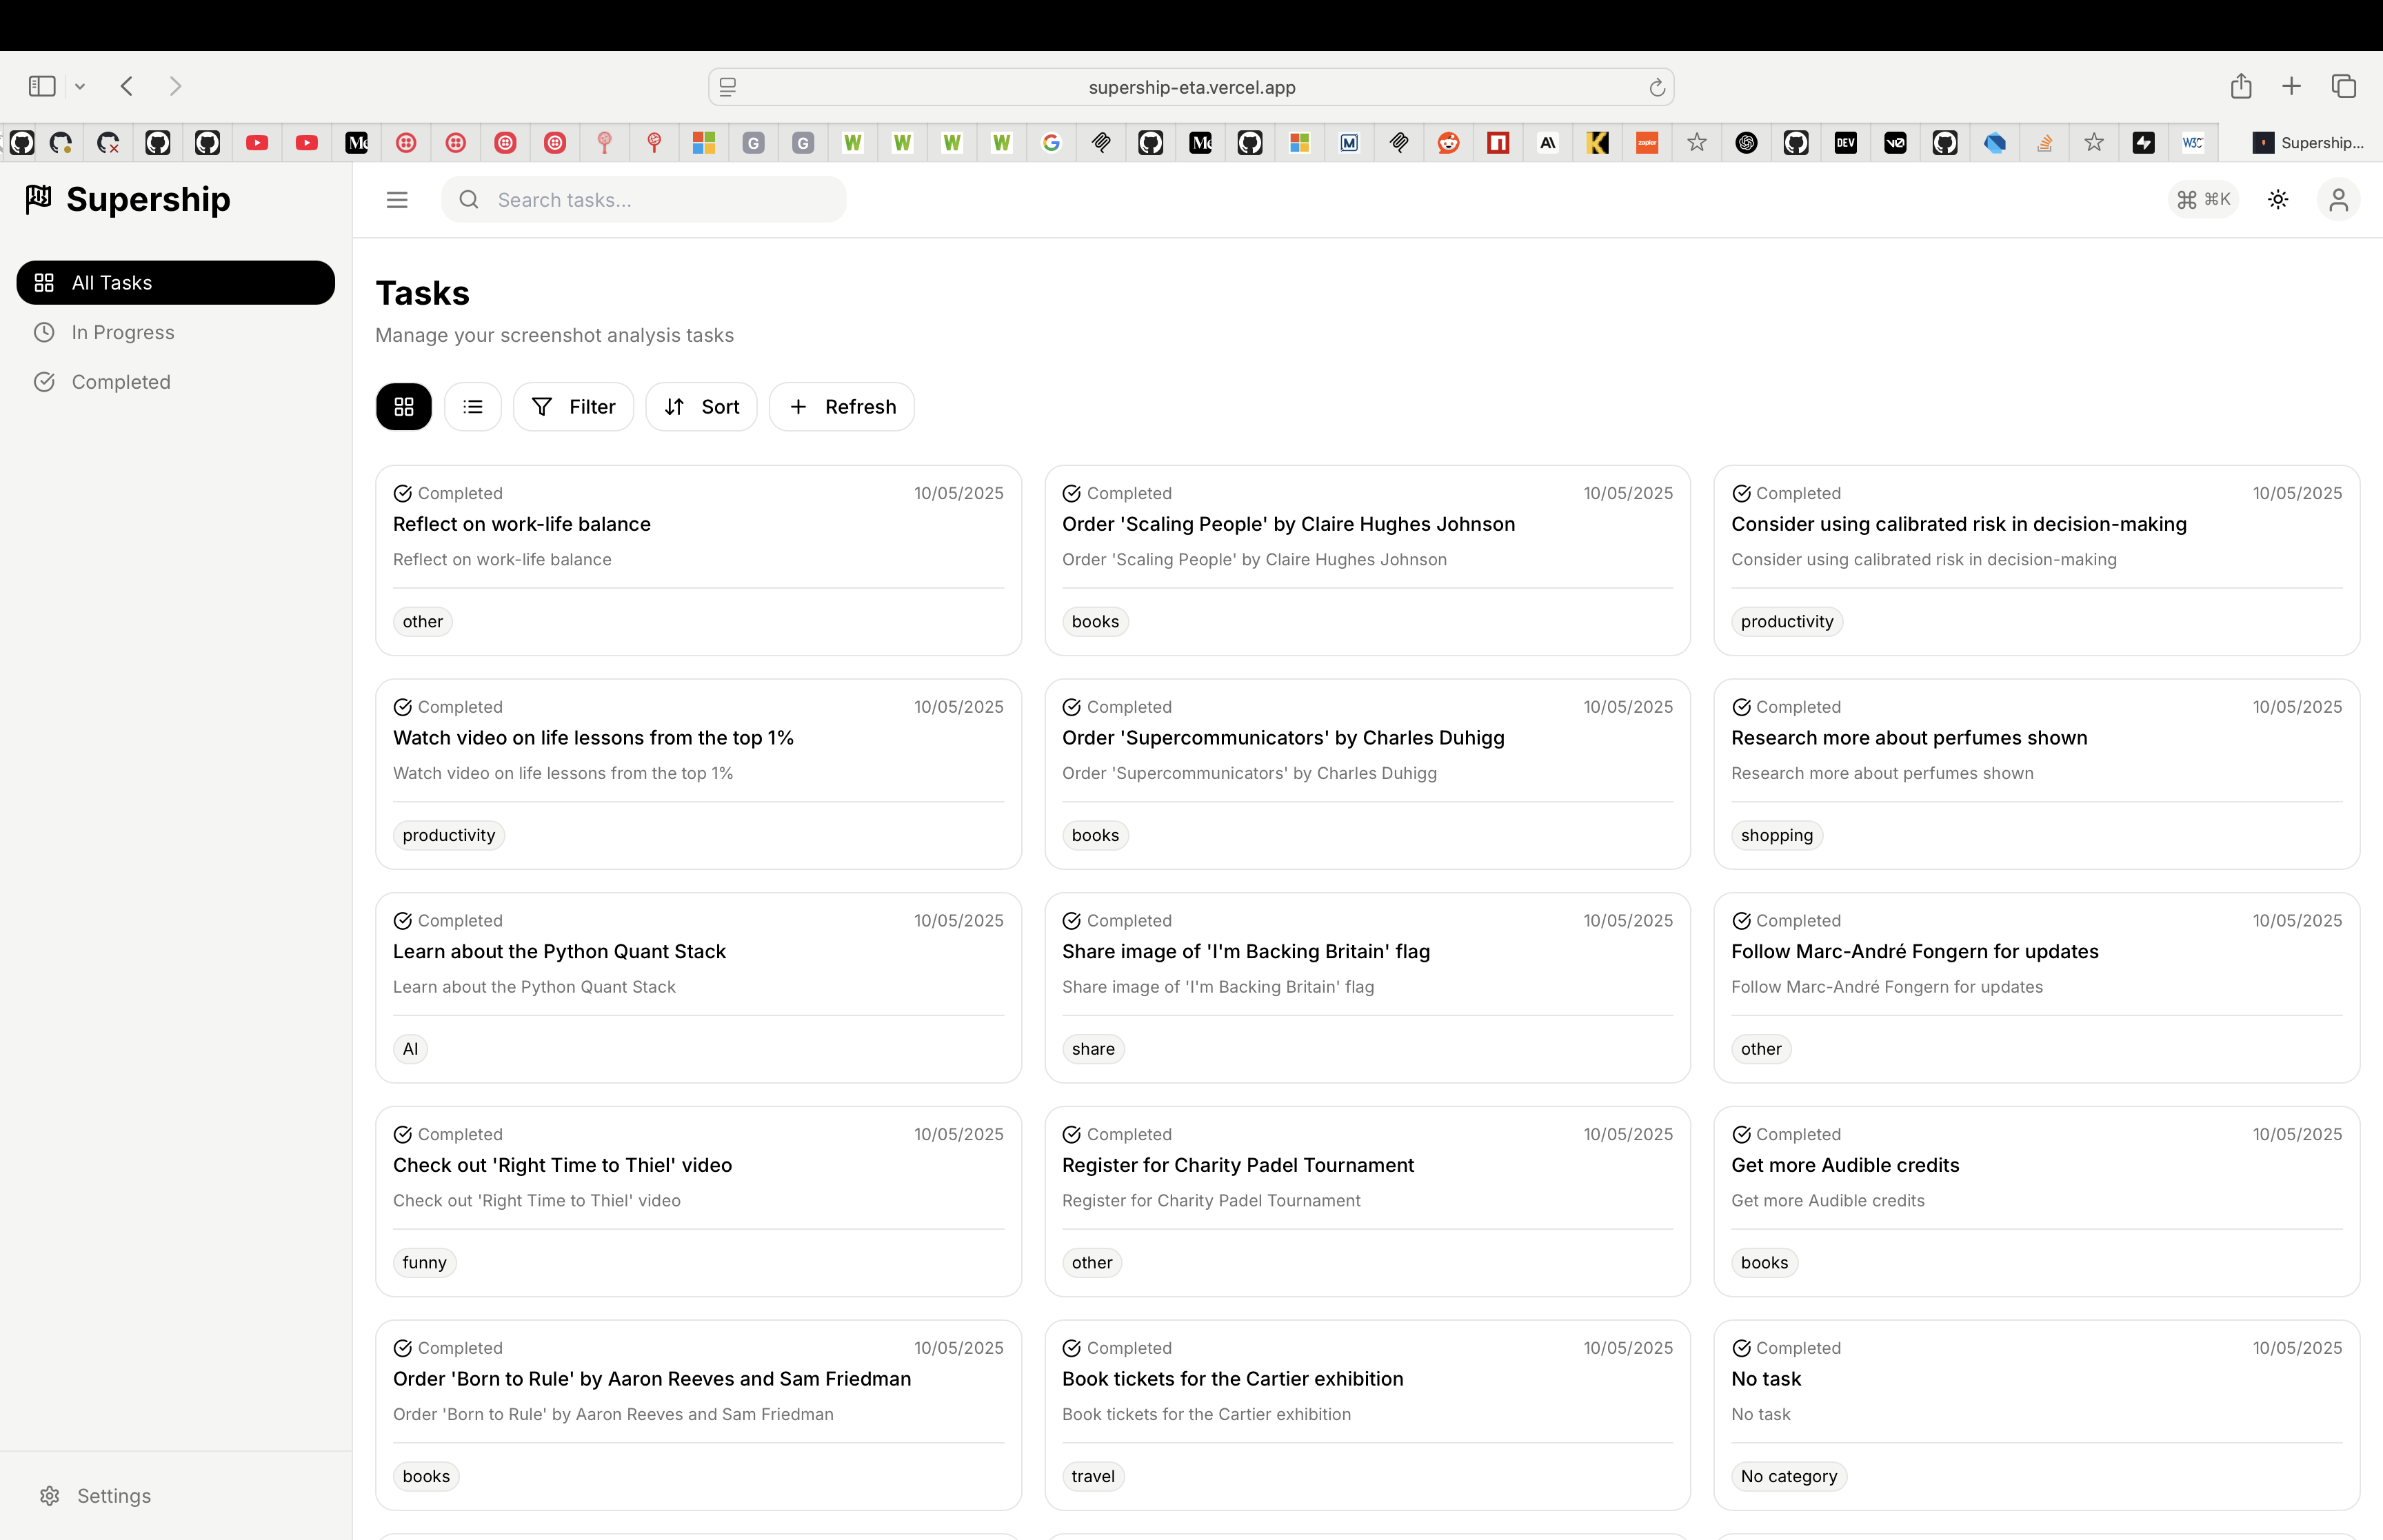 supership-eta.vercel.app
Supership...
Supership
Search tasks...
⌘K
All Tasks
In Progress
Completed
Tasks
Manage your screenshot analysis tasks
Filter
Sort
Refresh
Completed 10/05/2025
Reflect on work-life balance
Reflect on work-life balance
other
Completed 10/05/2025
Order 'Scaling People' by Claire Hughes Johnson
Order 'Scaling People' by Claire Hughes Johnson
books
Completed 10/05/2025
Consider using calibrated risk in decision-making
Consider using calibrated risk in decision-making
productivity
Completed 10/05/2025
Watch video on life lessons from the top 1%
Watch video on life lessons from the top 1%
productivity
Completed 10/05/2025
Order 'Supercommunicators' by Charles Duhigg
Order 'Supercommunicators' by Charles Duhigg
books
Completed 10/05/2025
Research more about perfumes shown
Research more about perfumes shown
shopping
Completed 10/05/2025
Learn about the Python Quant Stack
Learn about the Python Quant Stack
AI
Completed 10/05/2025
Share image of 'I'm Backing Britain' flag
Share image of 'I'm Backing Britain' flag
share
Completed 10/05/2025
Follow Marc-André Fongern for updates
Follow Marc-André Fongern for updates
other
Completed 10/05/2025
Check out 'Right Time to Thiel' video
Check out 'Right Time to Thiel' video
funny
Completed 10/05/2025
Register for Charity Padel Tournament
Register for Charity Padel Tournament
other
Completed 10/05/2025
Get more Audible credits
Get more Audible credits
books
Completed 10/05/2025
Order 'Born to Rule' by Aaron Reeves and Sam Friedman
Order 'Born to Rule' by Aaron Reeves and Sam Friedman
books
Completed 10/05/2025
Book tickets for the Cartier exhibition
Book tickets for the Cartier exhibition
travel
Completed 10/05/2025
No task
No task
No category
Settings